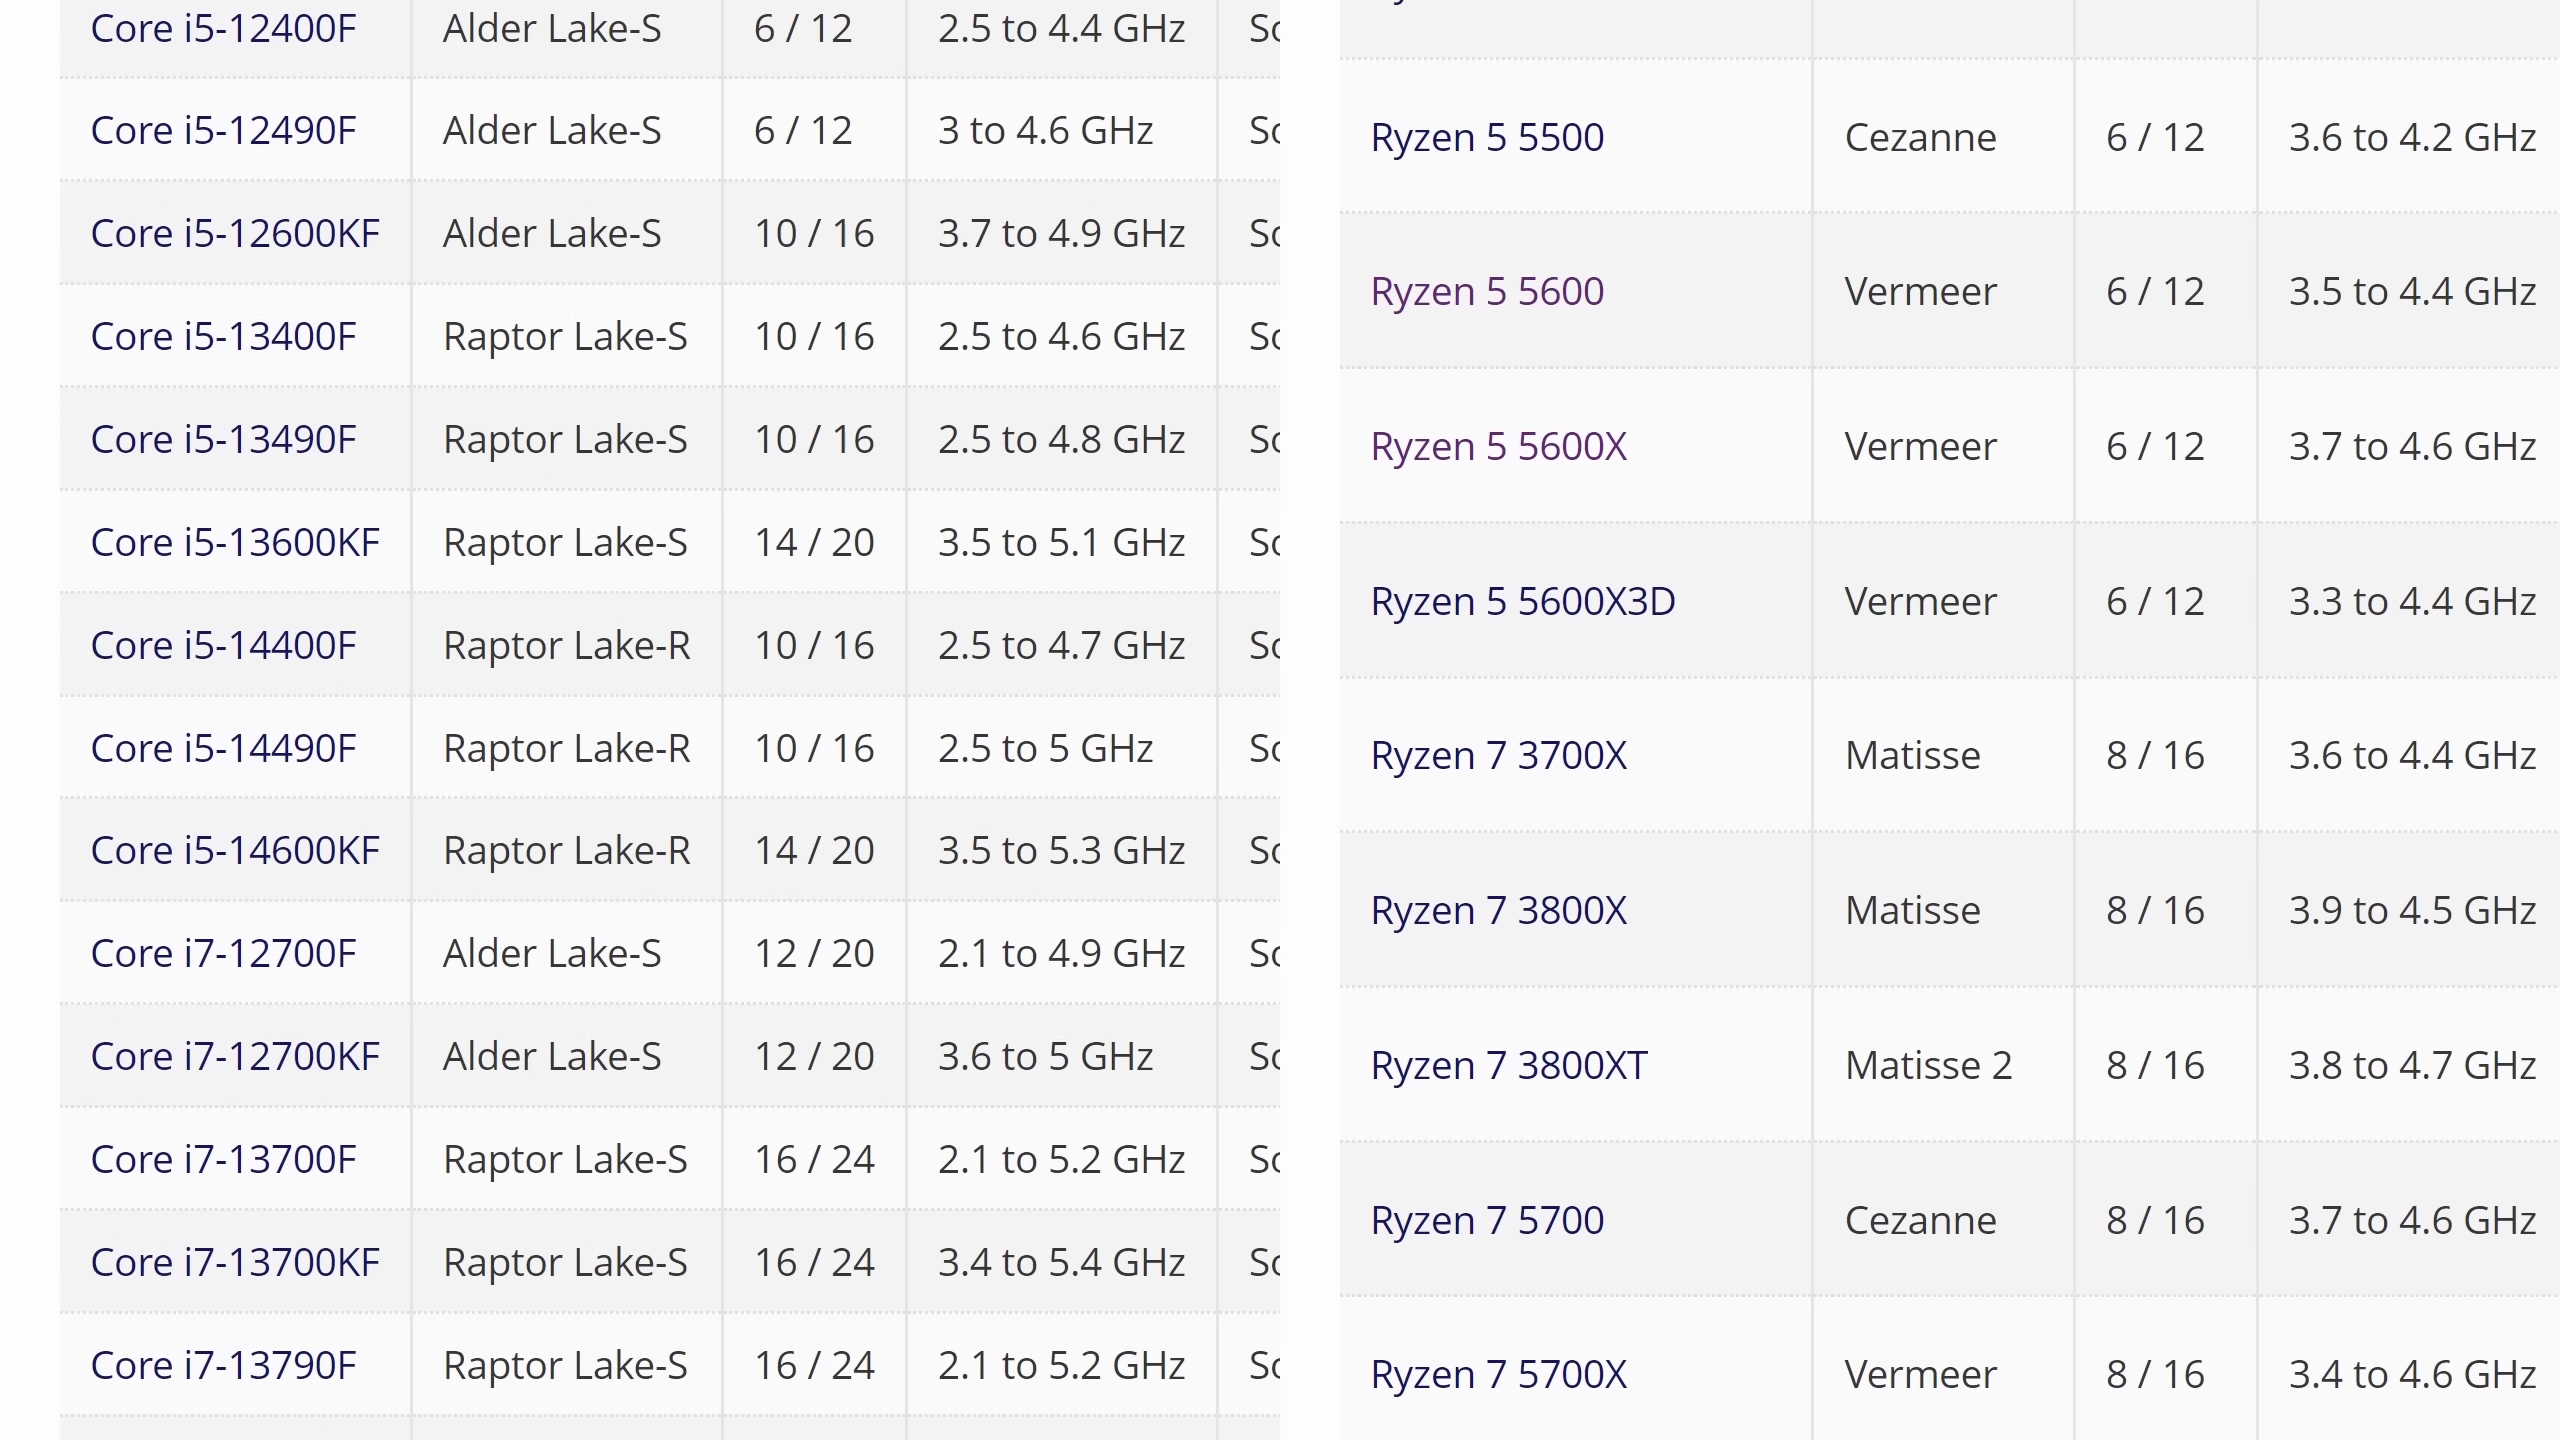 Core i5-12400F Alder Lake-S 6 / 12 2.5 to 4.4 GHz
Core i5-12490F Alder Lake-S 6 / 12 3 to 4.6 GHz
Core i5-12600KF Alder Lake-S 10 / 16 3.7 to 4.9 GHz
Core i5-13400F Raptor Lake-S 10 / 16 2.5 to 4.6 GHz
Core i5-13490F Raptor Lake-S 10 / 16 2.5 to 4.8 GHz
Core i5-13600KF Raptor Lake-S 14 / 20 3.5 to 5.1 GHz
Core i5-14400F Raptor Lake-R 10 / 16 2.5 to 4.7 GHz
Core i5-14490F Raptor Lake-R 10 / 16 2.5 to 5 GHz
Core i5-14600KF Raptor Lake-R 14 / 20 3.5 to 5.3 GHz
Core i7-12700F Alder Lake-S 12 / 20 2.1 to 4.9 GHz
Core i7-12700KF Alder Lake-S 12 / 20 3.6 to 5 GHz
Core i7-13700F Raptor Lake-S 16 / 24 2.1 to 5.2 GHz
Core i7-13700KF Raptor Lake-S 16 / 24 3.4 to 5.4 GHz
Core i7-13790F Raptor Lake-S 16 / 24 2.1 to 5.2 GHz
Ryzen 5 5500 Cezanne 6 / 12 3.6 to 4.2 GHz
Ryzen 5 5600 Vermeer 6 / 12 3.5 to 4.4 GHz
Ryzen 5 5600X Vermeer 6 / 12 3.7 to 4.6 GHz
Ryzen 5 5600X3D Vermeer 6 / 12 3.3 to 4.4 GHz
Ryzen 7 3700X Matisse 8 / 16 3.6 to 4.4 GHz
Ryzen 7 3800X Matisse 8 / 16 3.9 to 4.5 GHz
Ryzen 7 3800XT Matisse 2 8 / 16 3.8 to 4.7 GHz
Ryzen 7 5700 Cezanne 8 / 16 3.7 to 4.6 GHz
Ryzen 7 5700X Vermeer 8 / 16 3.4 to 4.6 GHz